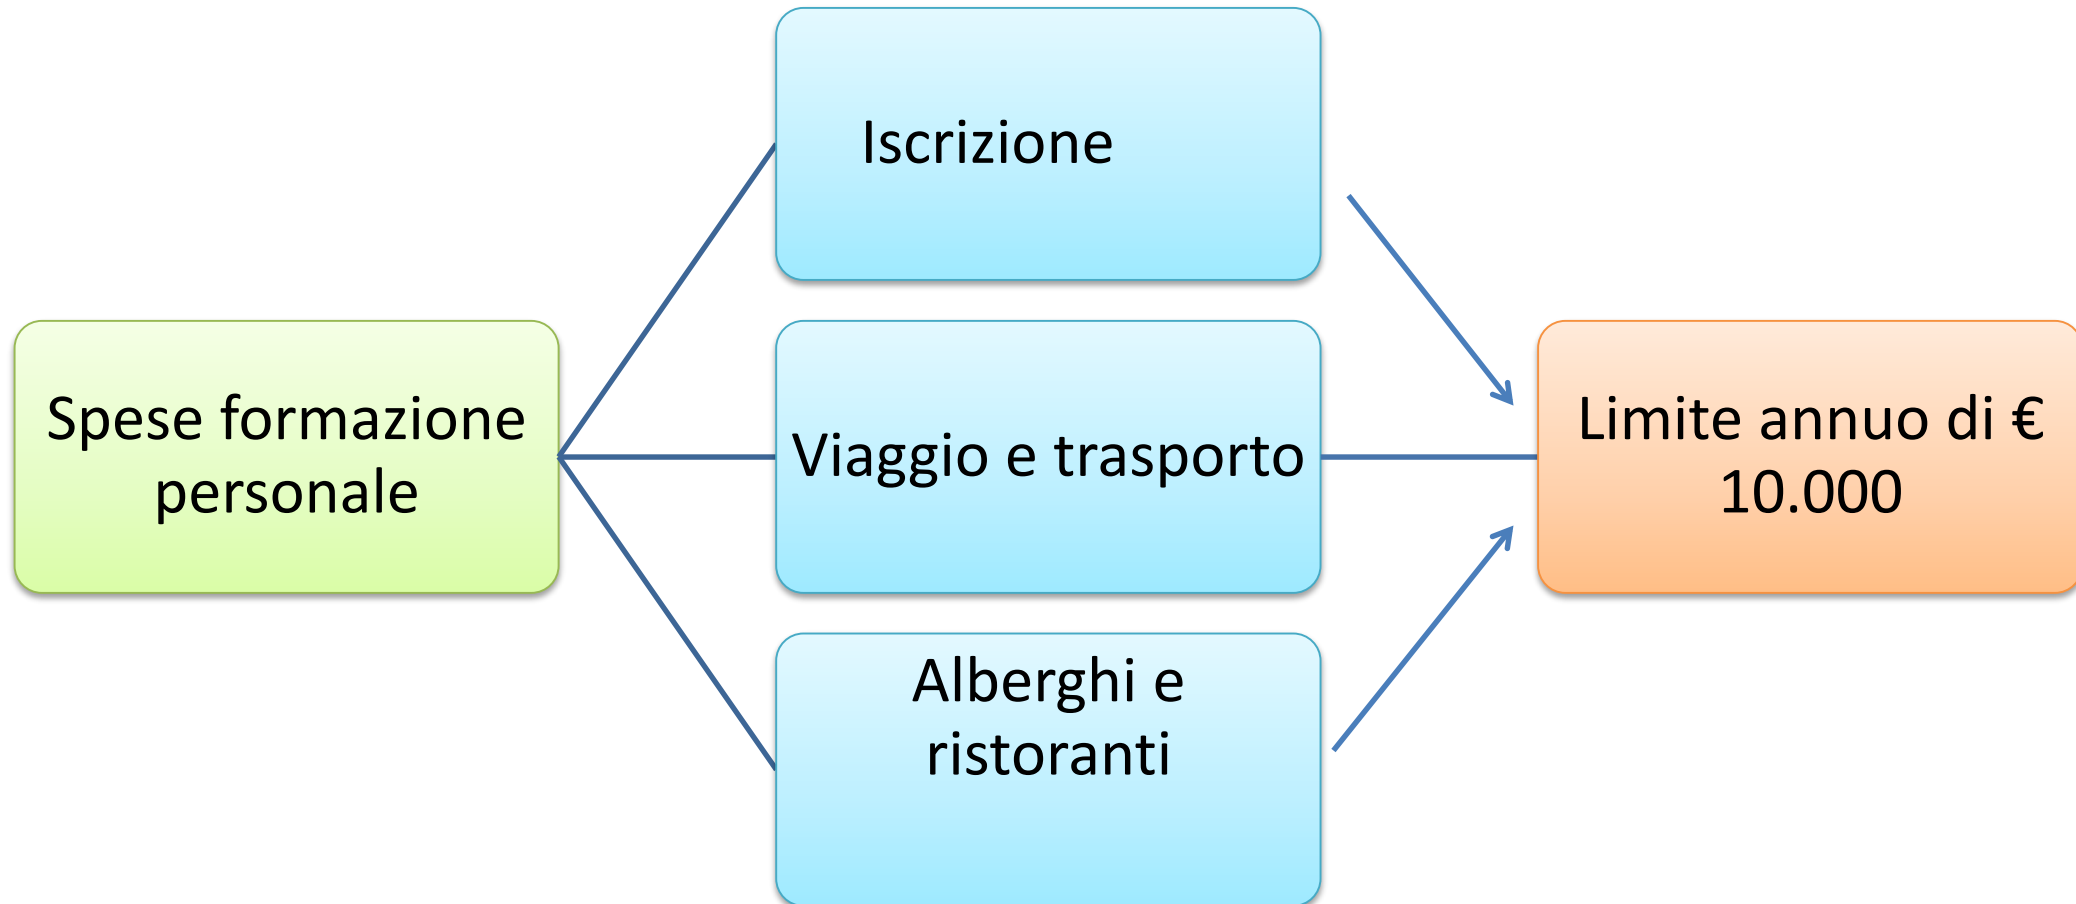 Iscrizione
Spese formazione
personale
Viaggio e trasporto
Limite annuo di €
10.000
Alberghi e
ristoranti